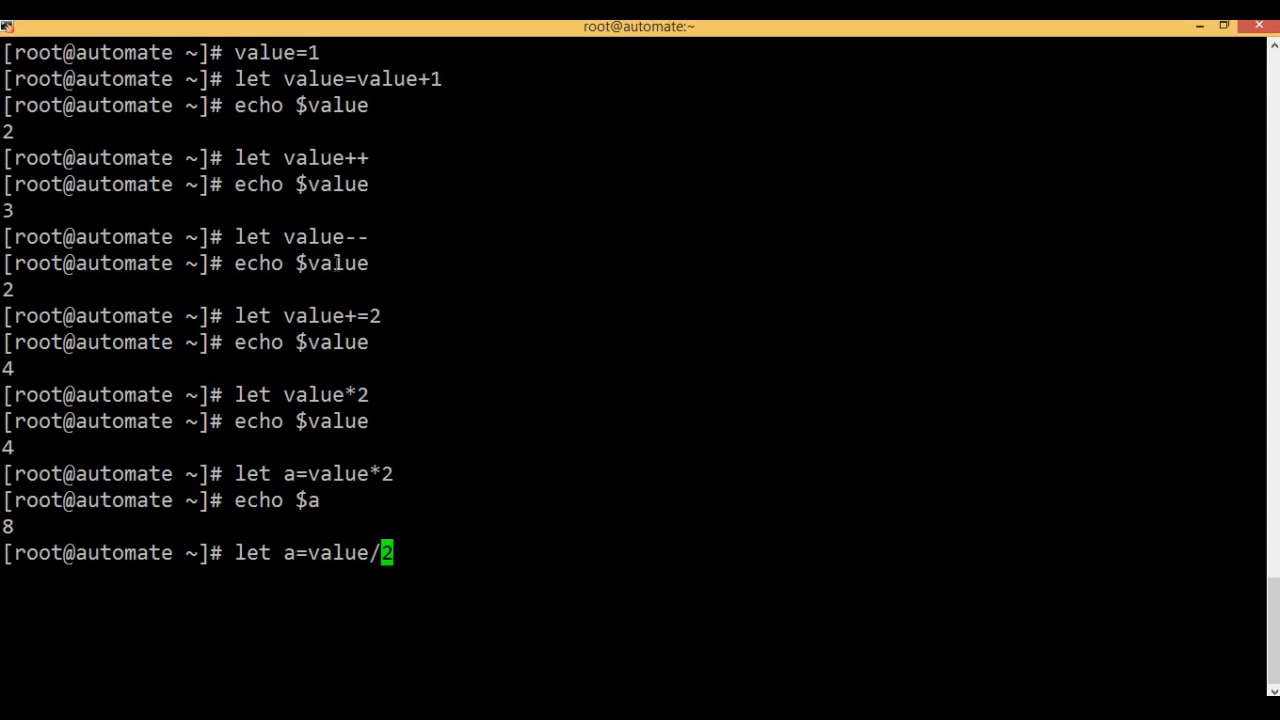 root@automate:~
[root@automate ~]# value=1
[root@automate ~]# let value=value+1
[root@automate ~]# echo $value
2
[root@automate ~]# let value++
[root@automate ~]# echo $value
3
[root@automate ~]# let value--
[root@automate ~]# echo $value
2
[root@automate ~]# let value+=2
[root@automate ~]# echo $value
4
[root@automate ~]# let value*2
[root@automate ~]# echo $value
4
[root@automate ~]# let a=value*2
[root@automate ~]# echo $a
8
[root@automate ~]# let a=value/2